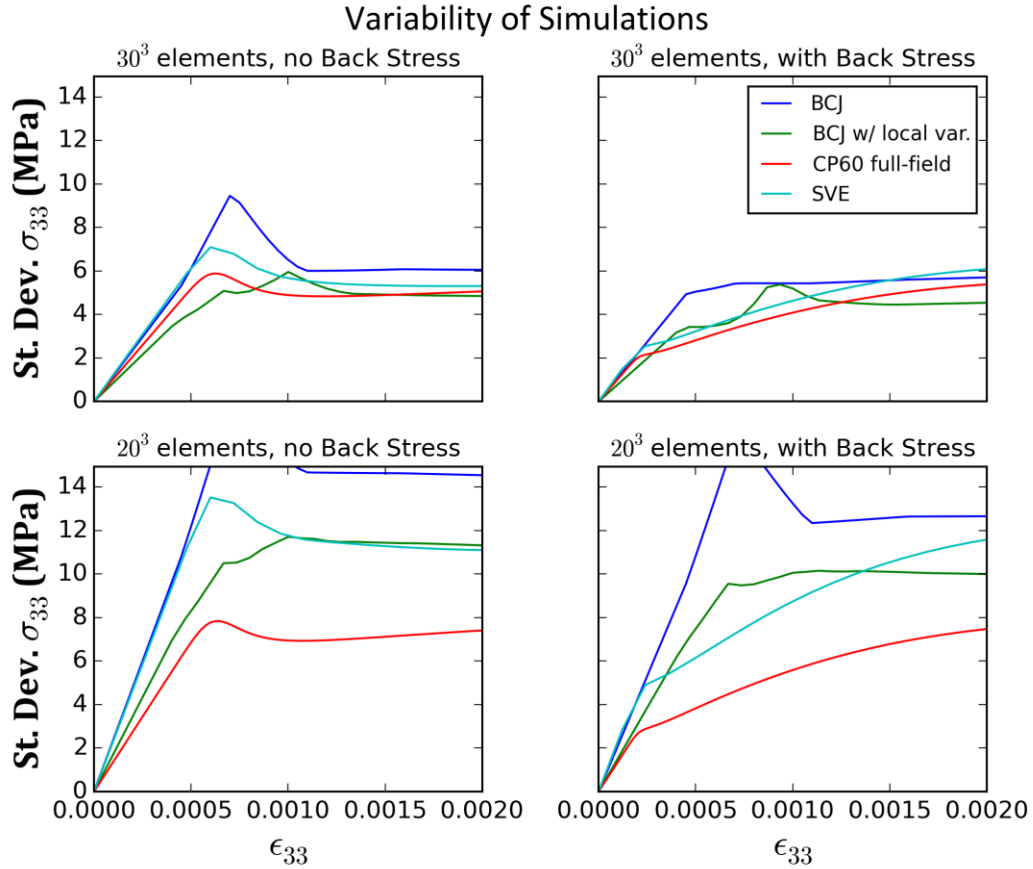 Variability of Simulations
30³ elements, no Back Stress
30³ elements, with Back Stress
14
12
10
8
6
4
2
0
St. Dev. σ₃₃ (MPa)
BCJ
BCJ w/ local var.
CP60 full-field
SVE
20³ elements, no Back Stress
20³ elements, with Back Stress
14
12
10
8
6
4
2
0
St. Dev. σ₃₃ (MPa)
0.0000 0.0005 0.0010 0.0015 0.0020
0.0000 0.0005 0.0010 0.0015 0.0020
ϵ₃₃
ϵ₃₃